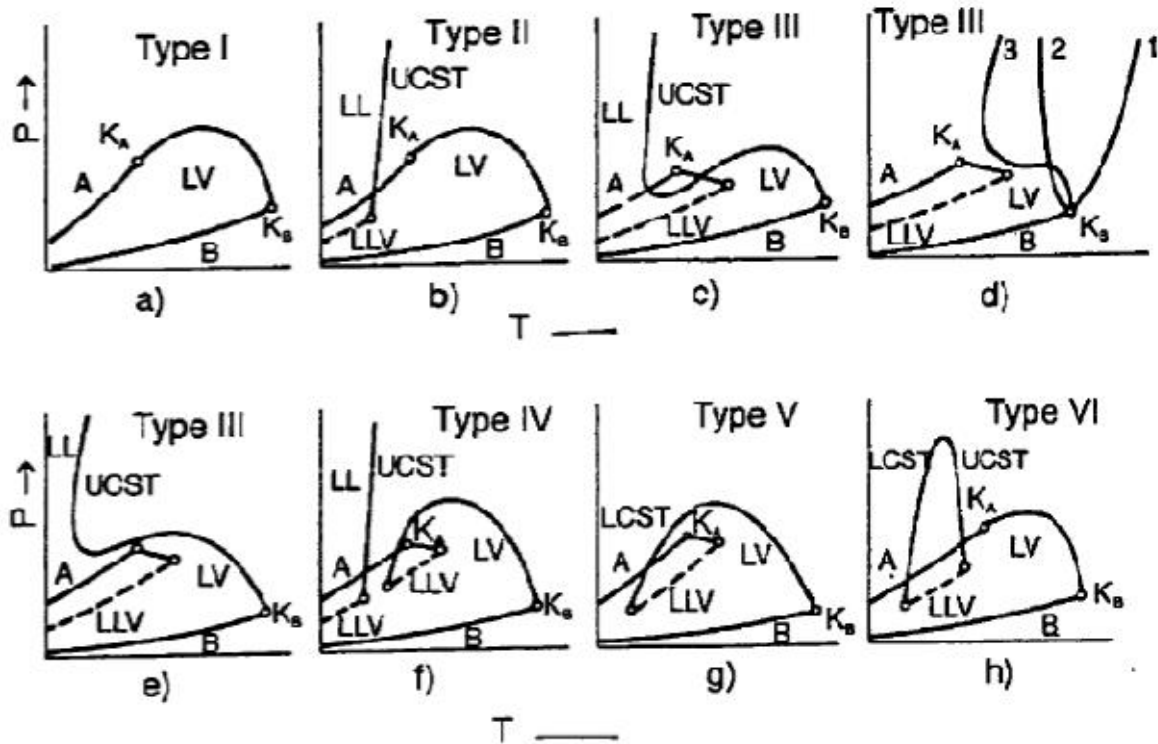 Type I
P →
K_A
A
LV
B
K_B
a)
Type II
UCST
LL
K_A
A
LV
LLV
B
K_B
b)
Type III
LL
UCST
K_A
A
LV
LLV
B
K_B
c)
Type III
3 2 1
K_A
A
LV
LLV
B
K_B
d)
T
Type III
P →
LL
UCST
A
LV
LLV
B
K_B
e)
Type IV
LL
UCST
K_A
A
LV
LLV
LLV
B
K_B
f)
Type V
LCST
K_A
A
LV
LLV
B
K_B
g)
Type VI
LCST
UCST
K_A
A
LV
LLV
B
K_B
h)
T